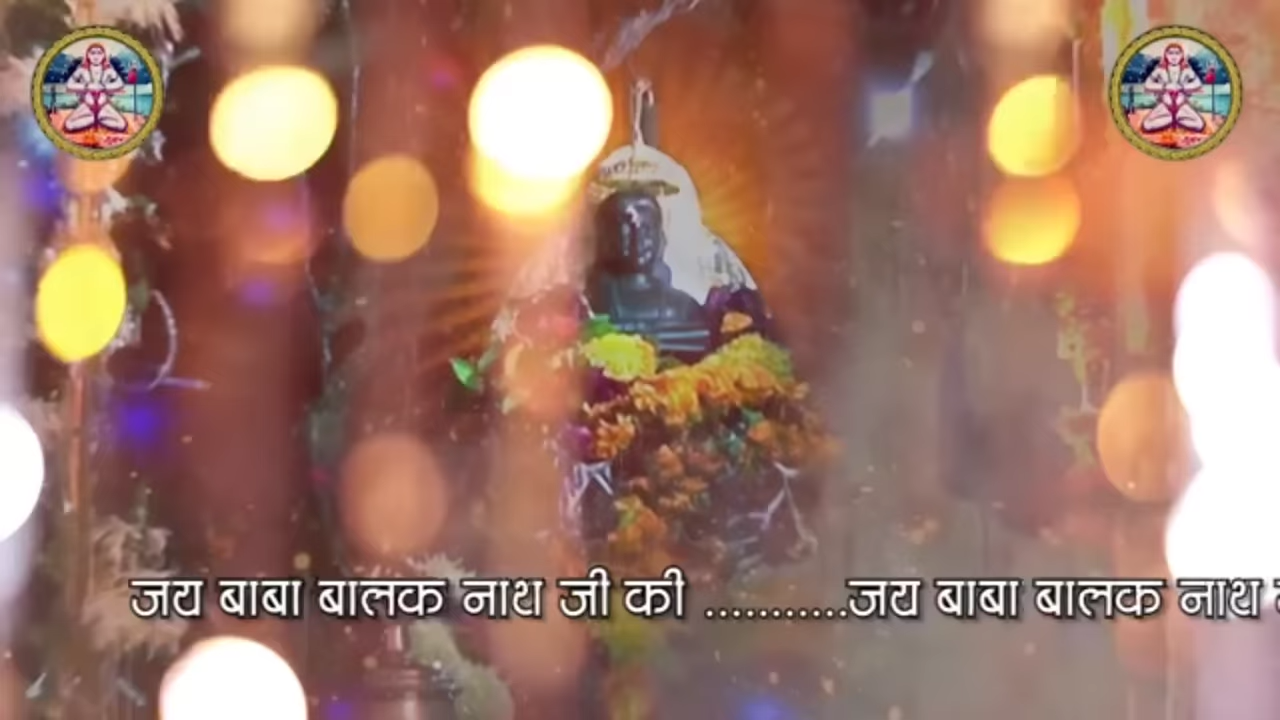 जय बाबा बालक नाथ जी की ...........जय बाबा बालक नाथ